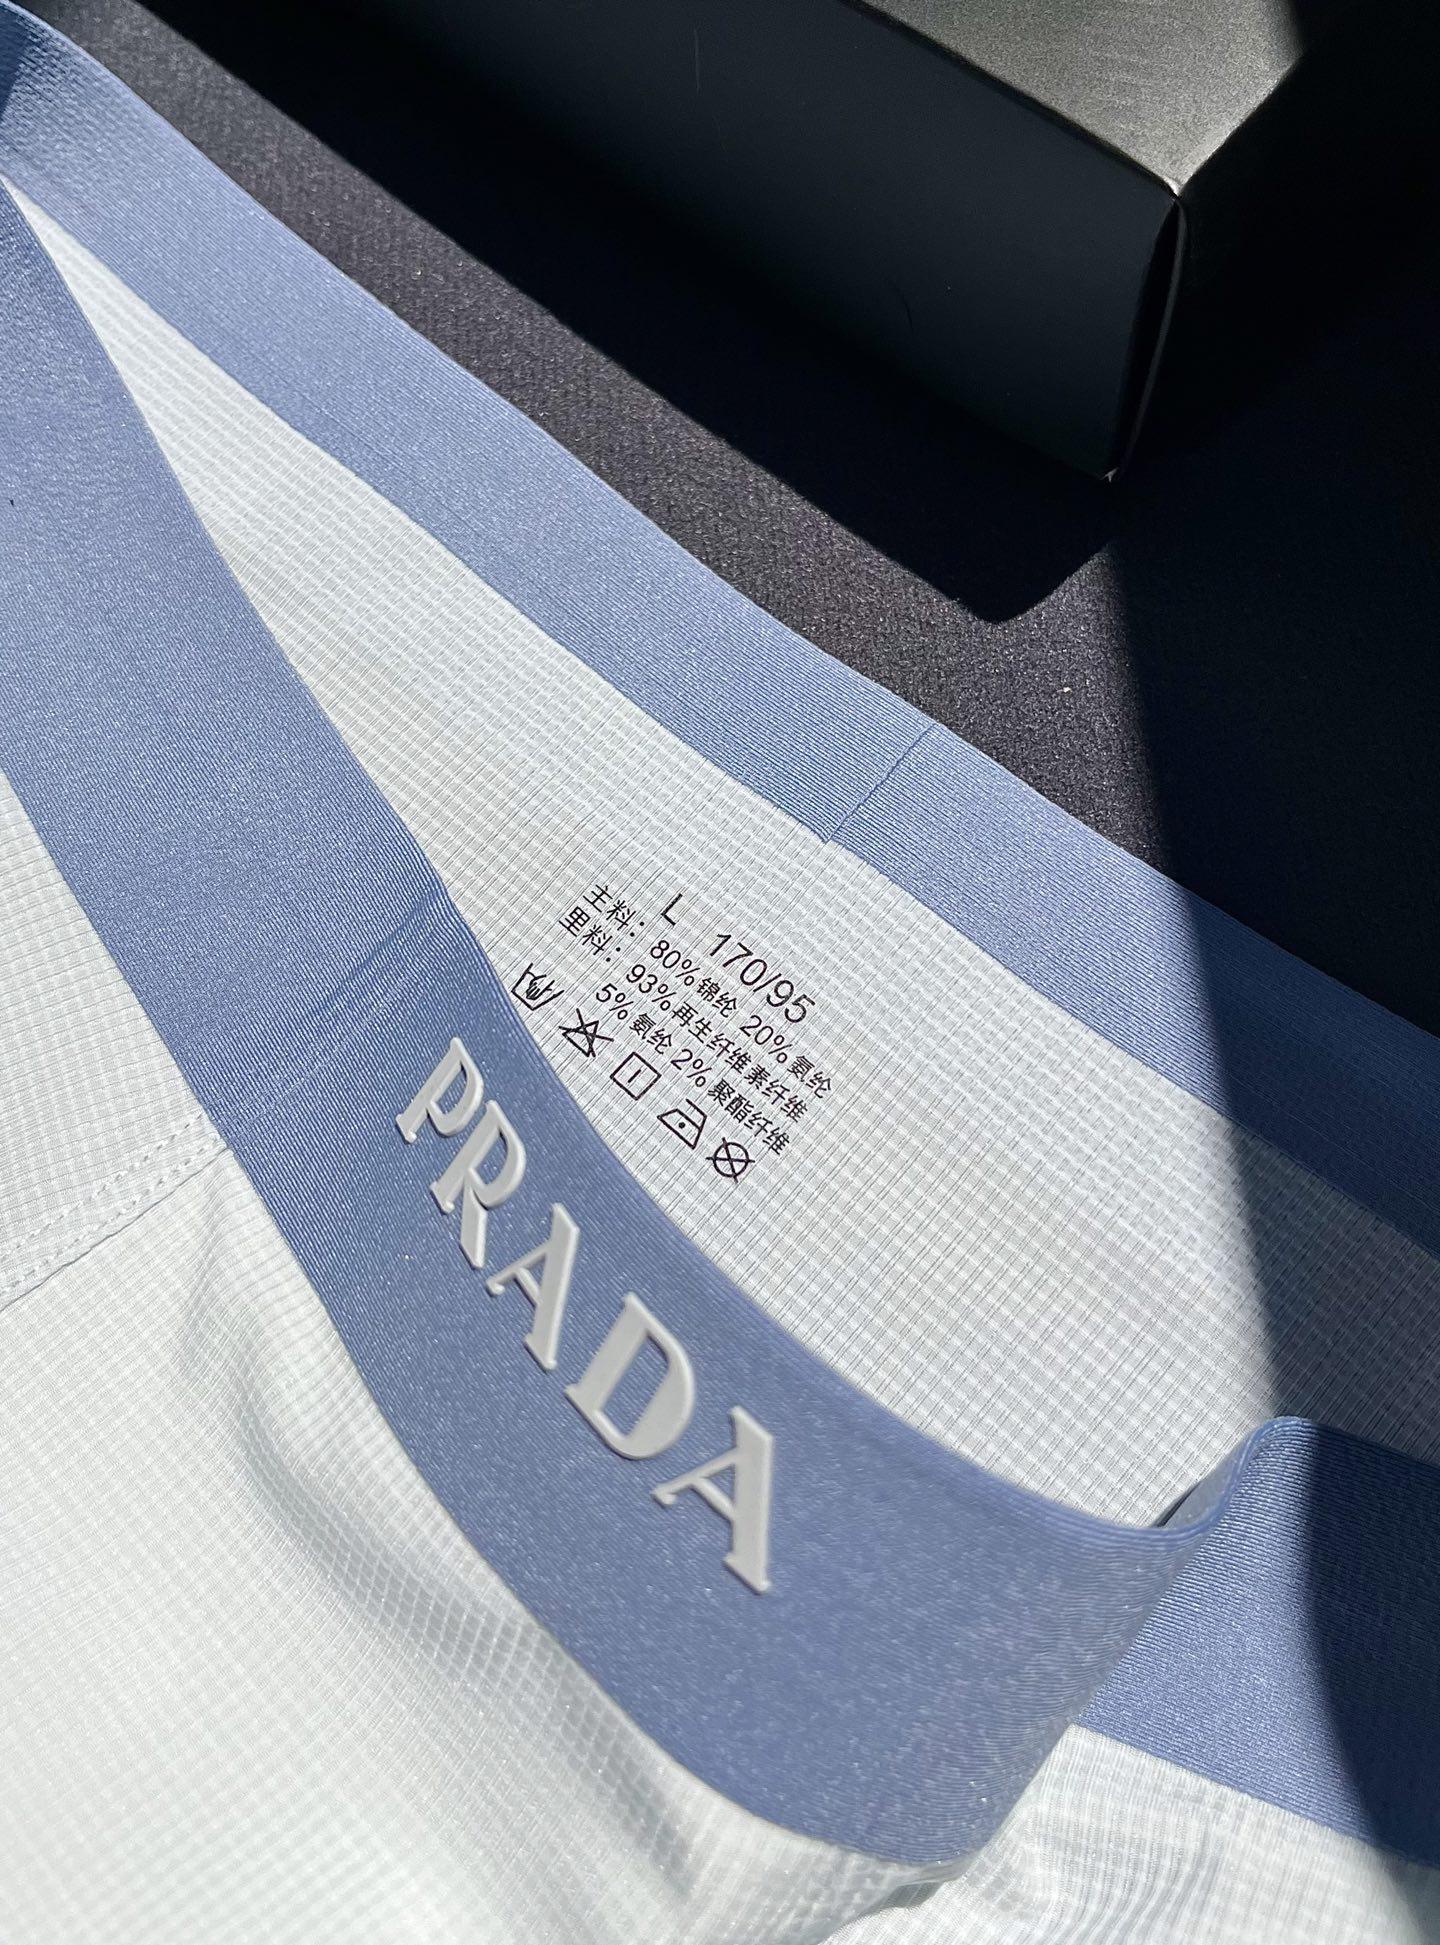 L 170/95
主料：80%锦纶 20%氨纶
里料：93%再生纤维素纤维
5%氨纶 2%聚酯纤维
PRADA